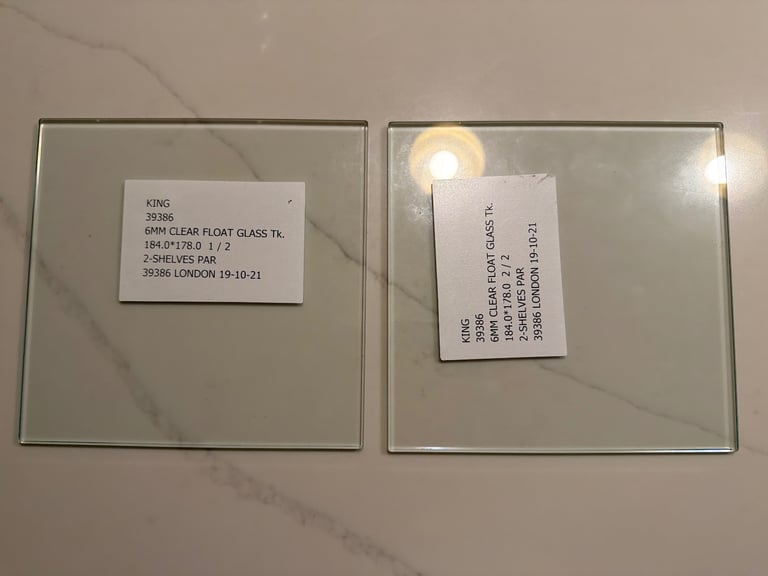 KING
39386
6MM CLEAR FLOAT GLASS Tk.
184.0*178.0 1 / 2
2-SHELVES PAR
39386 LONDON 19-10-21
KING
39386
6MM CLEAR FLOAT GLASS Tk.
184.0*178.0 2 / 2
2-SHELVES PAR
39386 LONDON 19-10-21